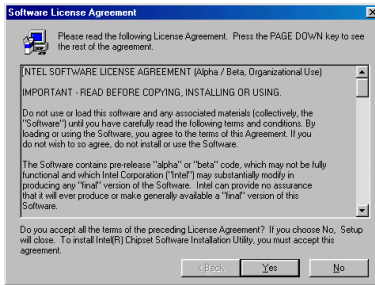 Software License Agreement
Please read the following License Agreement. Press the PAGE DOWN key to see
the rest of the agreement.
INTEL SOFTWARE LICENSE AGREEMENT (Alpha / Beta, Organizational Use)
IMPORTANT - READ BEFORE COPYING, INSTALLING OR USING.
Do not use or load this software and any associated materials (collectively, the
"Software") until you have carefully read the following terms and conditions. By
loading or using the Software, you agree to the terms of this Agreement. If you
do not wish to so agree, do not install or use the Software.
The Software contains pre-release "alpha" or "beta" code, which may not be fully
functional and which Intel Corporation ("Intel") may substantially modify in
producing any "final" version of the Software. Intel can provide no assurance
that it will ever produce or make generally available a "final" version of this
Software.
Do you accept all the terms of the preceding License Agreement? If you choose No, Setup
will close. To install Intel(R) Chipset Software Installation Utility, you must accept this
agreement.
< Back Yes No